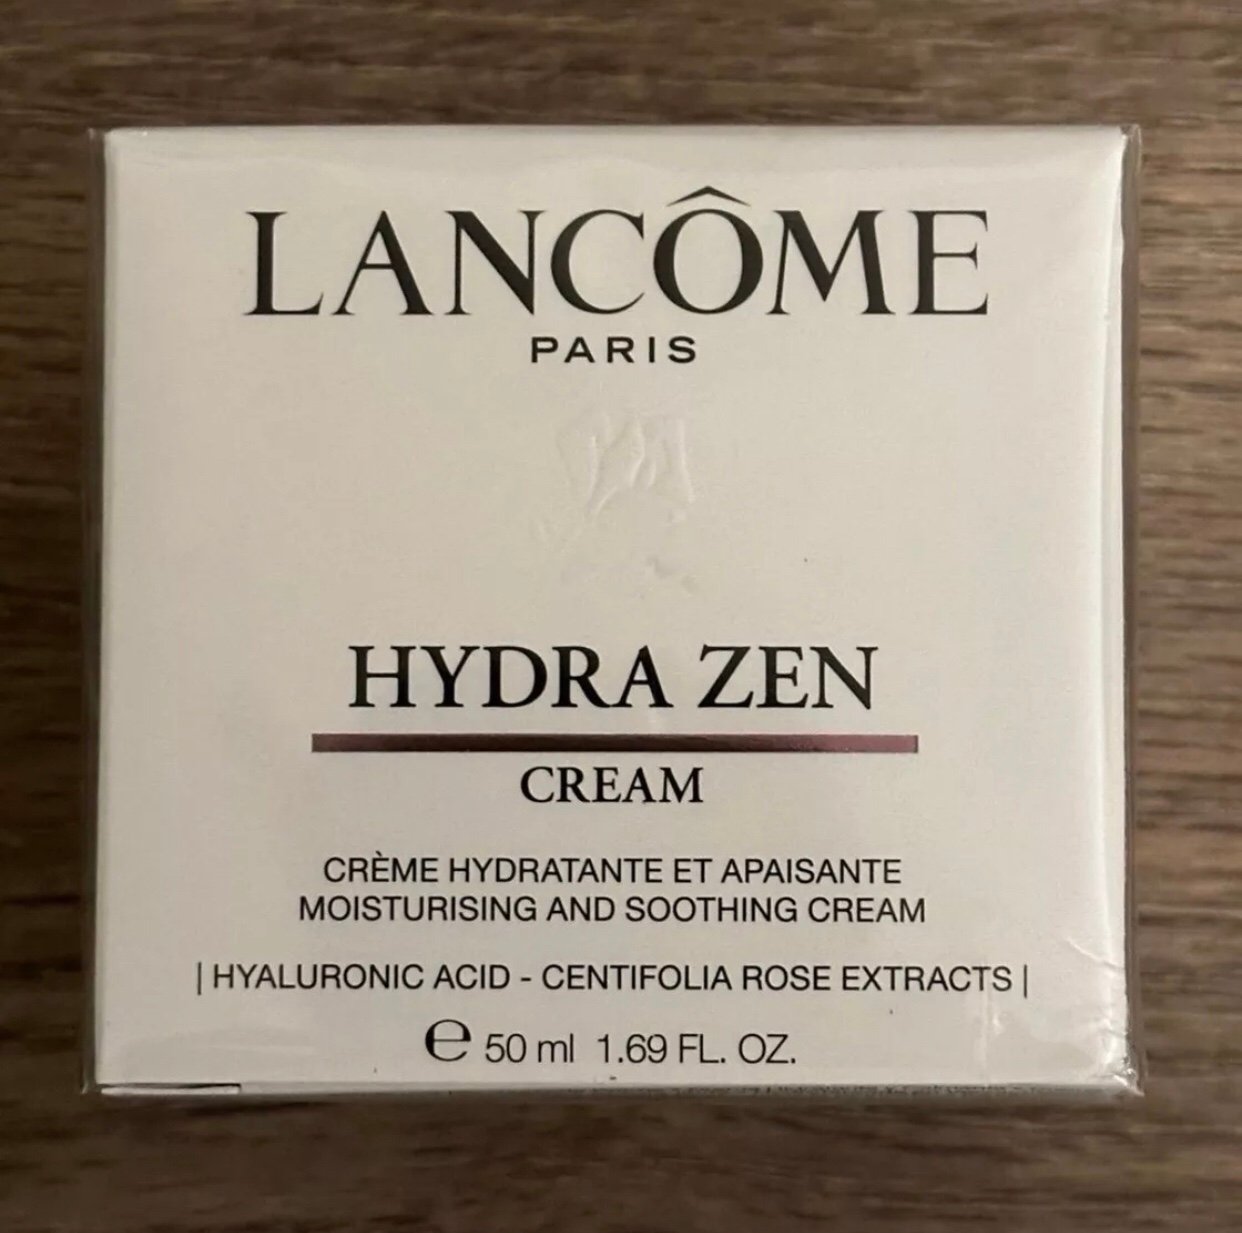 LANCÔME
PARIS
HYDRA ZEN
CREAM
CRÈME HYDRATANTE ET APAISANTE
MOISTURISING AND SOOTHING CREAM
| HYALURONIC ACID - CENTIFOLIA ROSE EXTRACTS |
℮ 50 ml 1.69 FL. OZ.